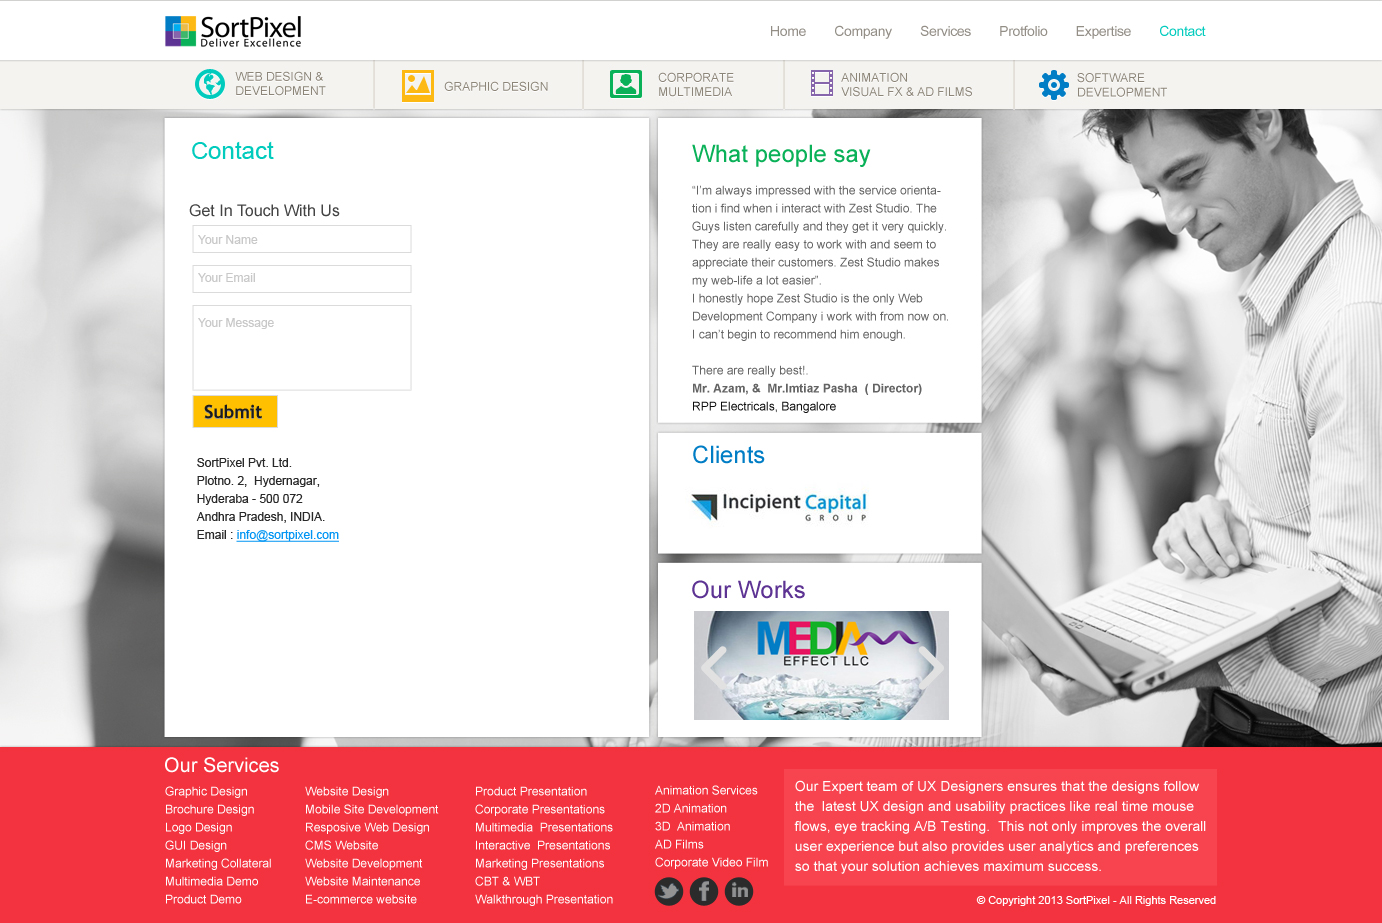 SortPixel
Deliver Excellence
Home
Company
Services
Protfolio
Expertise
Contact
WEB DESIGN &
DEVELOPMENT
GRAPHIC DESIGN
CORPORATE
MULTIMEDIA
ANIMATION
VISUAL FX & AD FILMS
SOFTWARE
DEVELOPMENT
Contact
Get In Touch With Us
Your Name
Your Email
Your Message
Submit
SortPixel Pvt. Ltd.
Plotno. 2,  Hydernagar,
Hyderaba - 500 072
Andhra Pradesh, INDIA.
Email : info@sortpixel.com
What people say
“I’m always impressed with the service orienta-
tion i find when i interact with Zest Studio. The
Guys listen carefully and they get it very quickly.
They are really easy to work with and seem to
appreciate their customers. Zest Studio makes
my web-life a lot easier”.
I honestly hope Zest Studio is the only Web
Development Company i work with from now on.
I can’t begin to recommend him enough.
There are really best!.
Mr. Azam, &  Mr.Imtiaz Pasha  ( Director)
RPP Electricals, Bangalore
Clients
Incipient Capital
GROUP
Our Works
MEDIA
EFFECT LLC
Our Services
Graphic Design
Brochure Design
Logo Design
GUI Design
Marketing Collateral
Multimedia Demo
Product Demo
Website Design
Mobile Site Development
Resposive Web Design
CMS Website
Website Development
Website Maintenance
E-commerce website
Product Presentation
Corporate Presentations
Multimedia  Presentations
Interactive  Presentations
Marketing Presentations
CBT & WBT
Walkthrough Presentation
Animation Services
2D Animation
3D  Animation
AD Films
Corporate Video Film
f
in
Our Expert team of UX Designers ensures that the designs follow
the  latest UX design and usability practices like real time mouse
flows, eye tracking A/B Testing.  This not only improves the overall
user experience but also provides user analytics and preferences
so that your solution achieves maximum success.
© Copyright 2013 SortPixel - All Rights Reserved